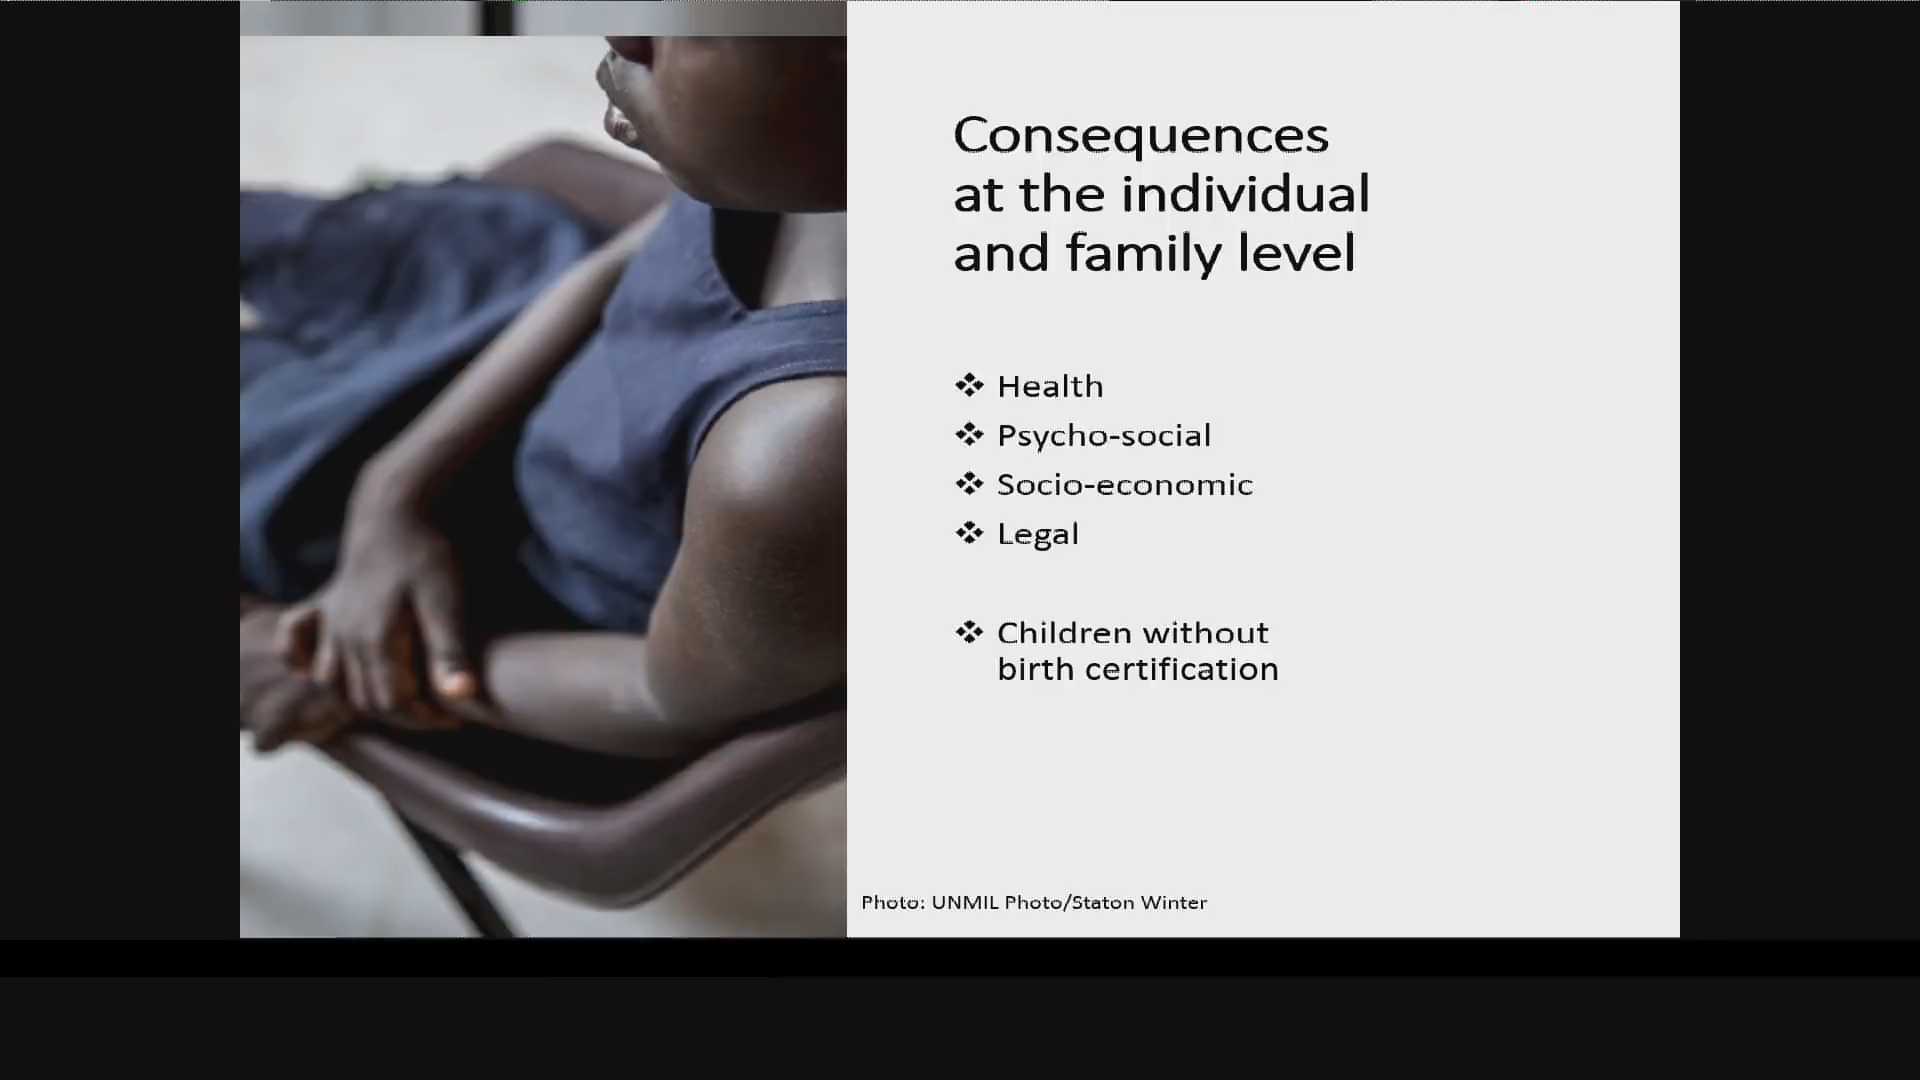 Consequences
at the individual
and family level
❖ Health
❖ Psycho-social
❖ Socio-economic
❖ Legal
❖ Children without
birth certification
Photo: UNMIL Photo/Staton Winter